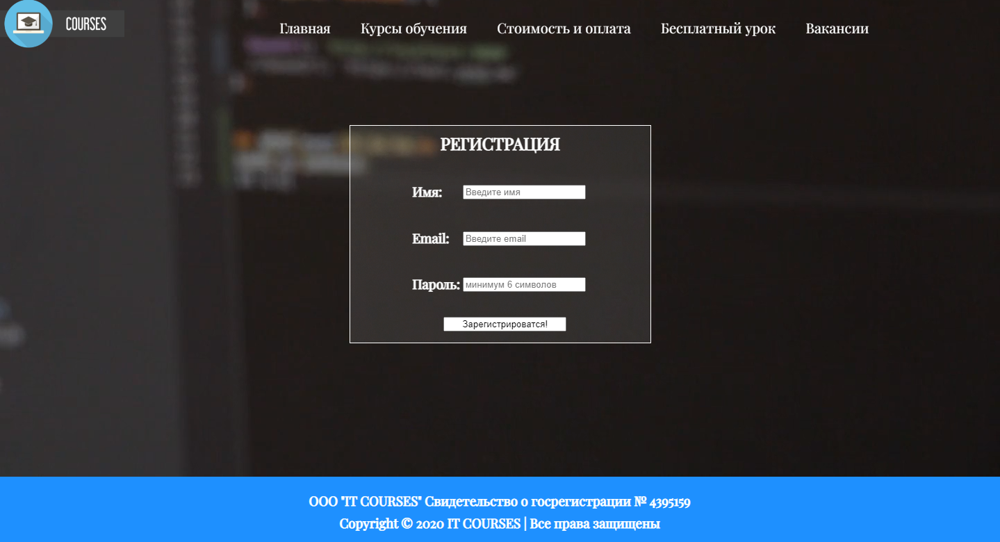 COURSES
Главная Курсы обучения Стоимость и оплата Бесплатный урок Вакансии
РЕГИСТРАЦИЯ
Имя: Введите имя
Email: Введите email
Пароль: минимум 6 символов
Зарегистрироватся!
ООО "IT COURSES" Свидетельство о госрегистрации № 4395159
Copyright © 2020 IT COURSES | Все права защищены